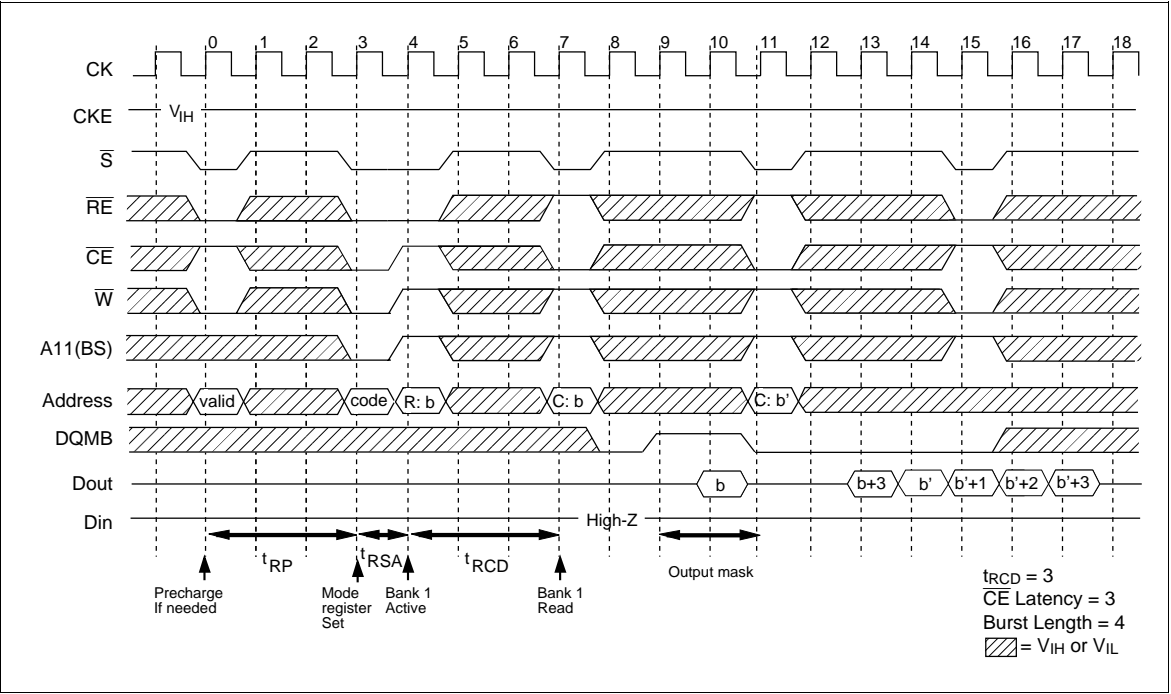 0 1 2 3 4 5 6 7 8 9 10 11 12 13 14 15 16 17 18
CK
CKE VIH
S
RE
CE
W
A11(BS)
Address valid code R: b C: b C: b'
DQMB
Dout b b+3 b' b'+1 b'+2 b'+3
Din High-Z
tRP tRSA tRCD Output mask
Precharge
If needed
Mode
register
Set
Bank 1
Active
Bank 1
Read
tRCD = 3
CE Latency = 3
Burst Length = 4
= VIH or VIL